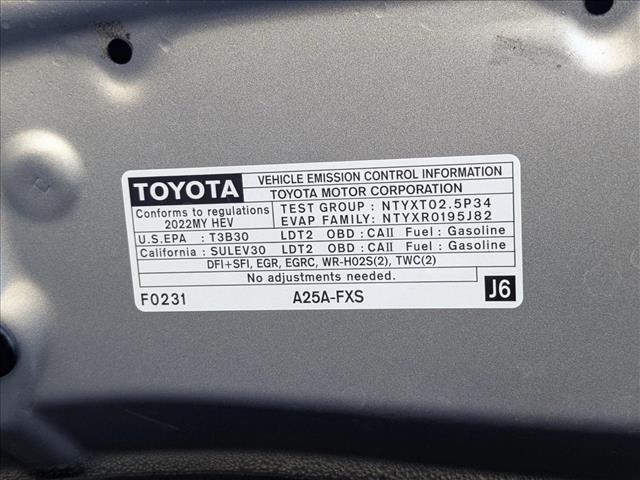 TOYOTA
VEHICLE EMISSION CONTROL INFORMATION
TOYOTA MOTOR CORPORATION
Conforms to regulations
2022MY HEV
TEST GROUP : NTYXT02.5P34
EVAP FAMILY: NTYXR0195J82
U.S.EPA : T3B30 LDT2 OBD : CAII Fuel : Gasoline
California : SULEV30 LDT2 OBD : CAII Fuel : Gasoline
DFI+SFI, EGR, EGRC, WR-HO2S(2), TWC(2)
No adjustments needed.
F0231 A25A-FXS J6